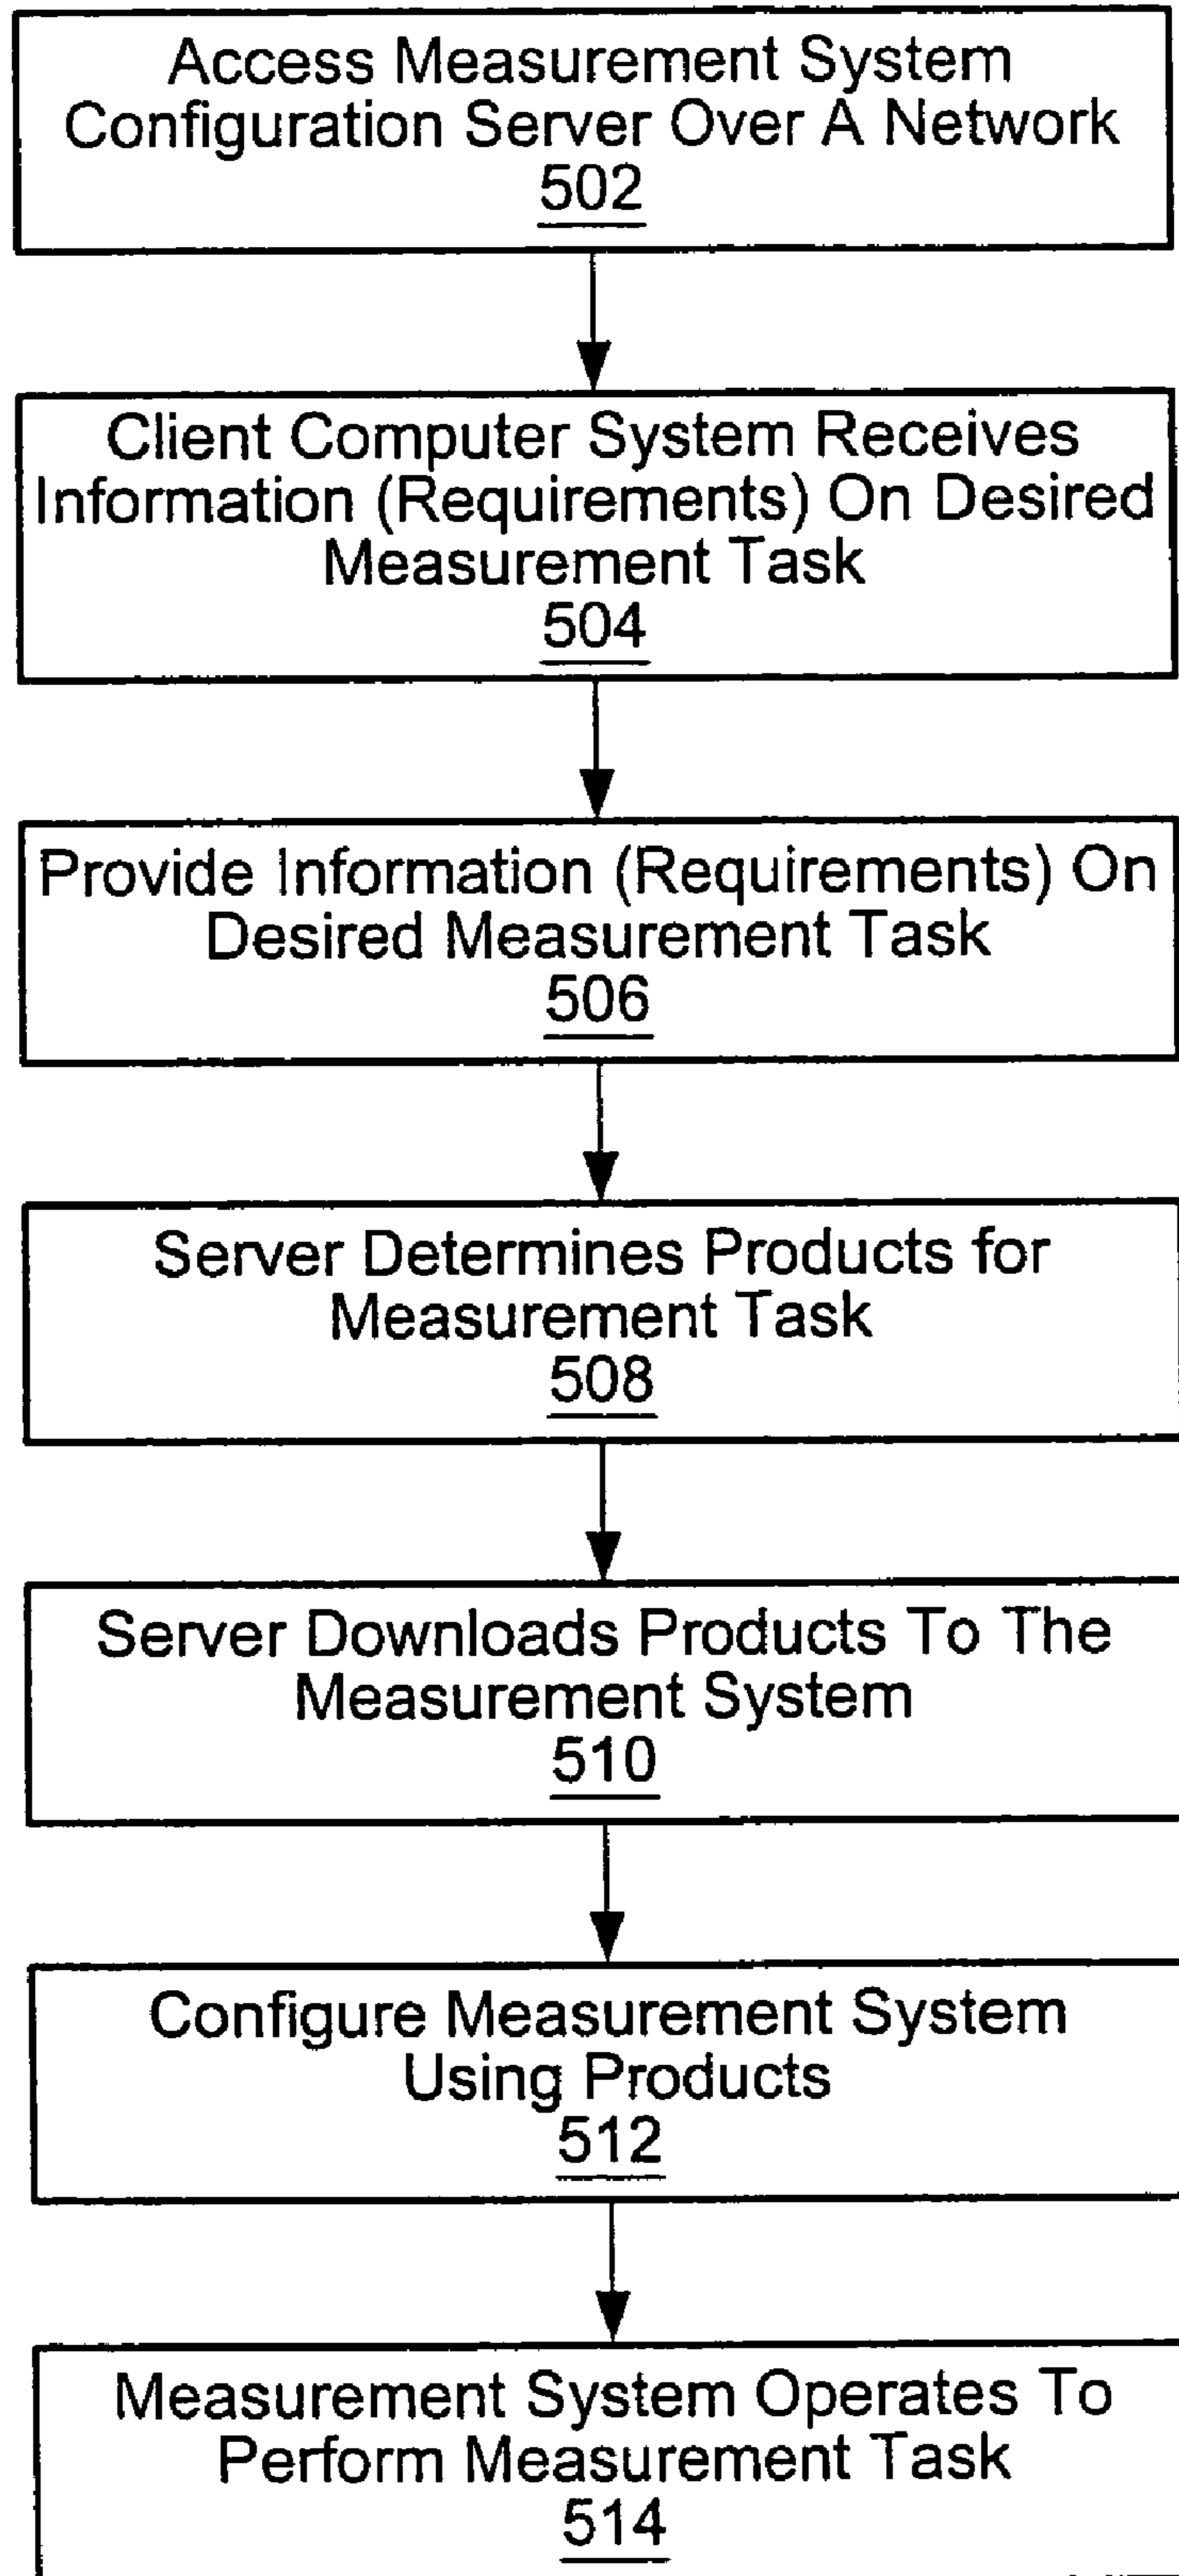 Access Measurement System
Configuration Server Over A Network
502
Client Computer System Receives
Information (Requirements) On Desired
Measurement Task
504
Provide Information (Requirements) On
Desired Measurement Task
506
Server Determines Products for
Measurement Task
508
Server Downloads Products To The
Measurement System
510
Configure Measurement System
Using Products
512
Measurement System Operates To
Perform Measurement Task
514